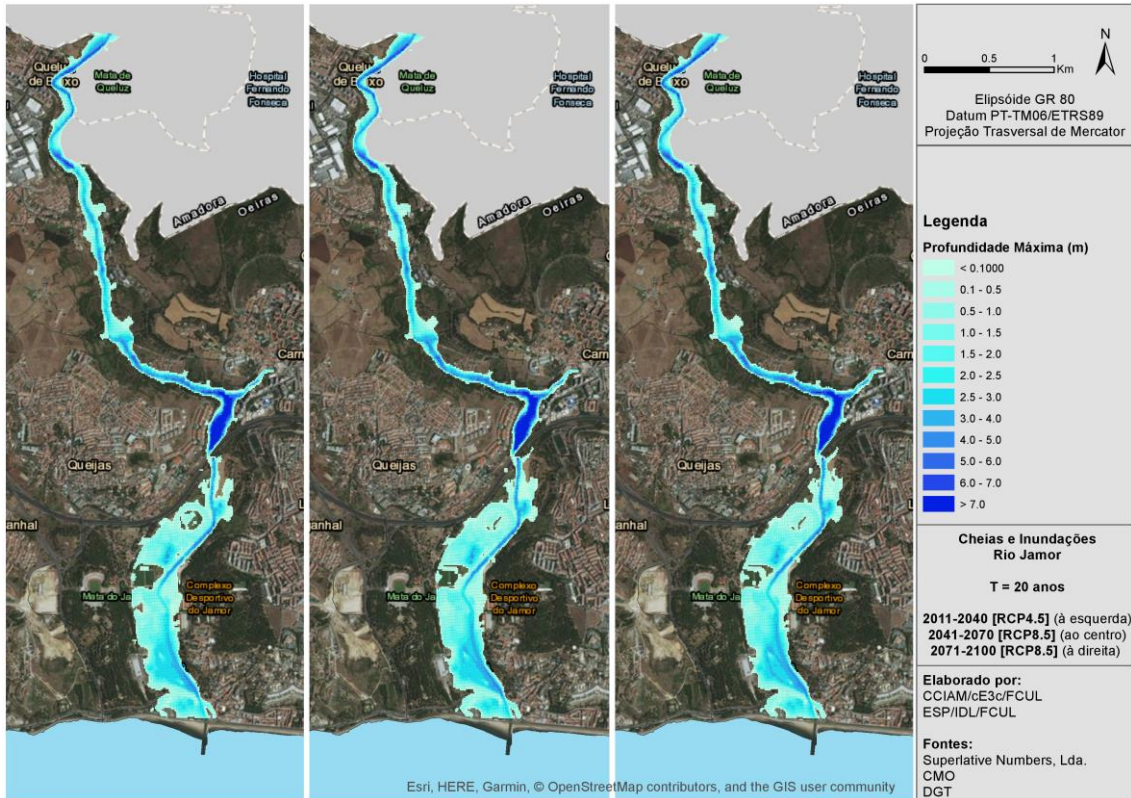 Queluz
de Baixo
Mata de
Queluz
Hospital
Fernando
Fonseca
Amadora
Oeiras
Carn
Queijas
anhal
L
Mata do Ja
Complexo
Desportivo
do Jamor
Queluz
de Baixo
Mata de
Queluz
Hospital
Fernando
Fonseca
Amadora
Oeiras
Carn
Queijas
anhal
L
Mata do Ja
Complexo
Desportivo
do Jamor
Queluz
de Baixo
Mata de
Queluz
Hospital
Fernando
Fonseca
Amadora
Oeiras
Carn
Queijas
anhal
L
Mata do Ja
Complexo
Desportivo
do Jamor
Esri, HERE, Garmin, © OpenStreetMap contributors, and the GIS user community
N
0 0.5 1
Km
Elipsóide GR 80
Datum PT-TM06/ETRS89
Projeção Trasversal de Mercator
Legenda
Profundidade Máxima (m)
< 0.1000
0.1 - 0.5
0.5 - 1.0
1.0 - 1.5
1.5 - 2.0
2.0 - 2.5
2.5 - 3.0
3.0 - 4.0
4.0 - 5.0
5.0 - 6.0
6.0 - 7.0
> 7.0
Cheias e Inundações
Rio Jamor
T = 20 anos
2011-2040 [RCP4.5] (à esquerda)
2041-2070 [RCP8.5] (ao centro)
2071-2100 [RCP8.5] (à direita)
Elaborado por:
CCIAM/cE3c/FCUL
ESP/IDL/FCUL
Fontes:
Superlative Numbers, Lda.
CMO
DGT